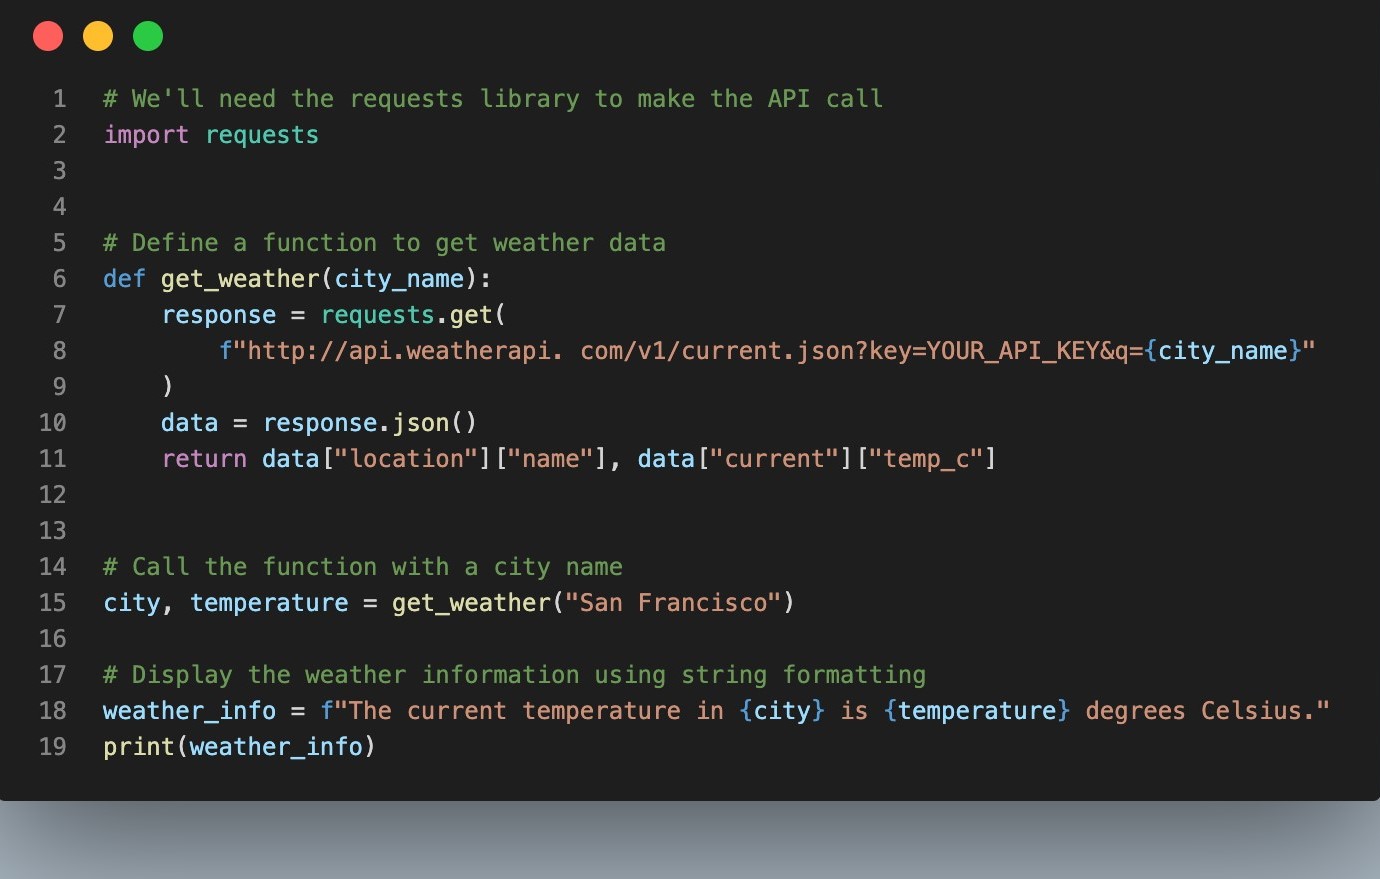 1 # We'll need the requests library to make the API call
2 import requests
3
4
5 # Define a function to get weather data
6 def get_weather(city_name):
7     response = requests.get(
8         f"http://api.weatherapi. com/v1/current.json?key=YOUR_API_KEY&q={city_name}"
9     )
10     data = response.json()
11     return data["location"]["name"], data["current"]["temp_c"]
12
13
14 # Call the function with a city name
15 city, temperature = get_weather("San Francisco")
16
17 # Display the weather information using string formatting
18 weather_info = f"The current temperature in {city} is {temperature} degrees Celsius."
19 print(weather_info)